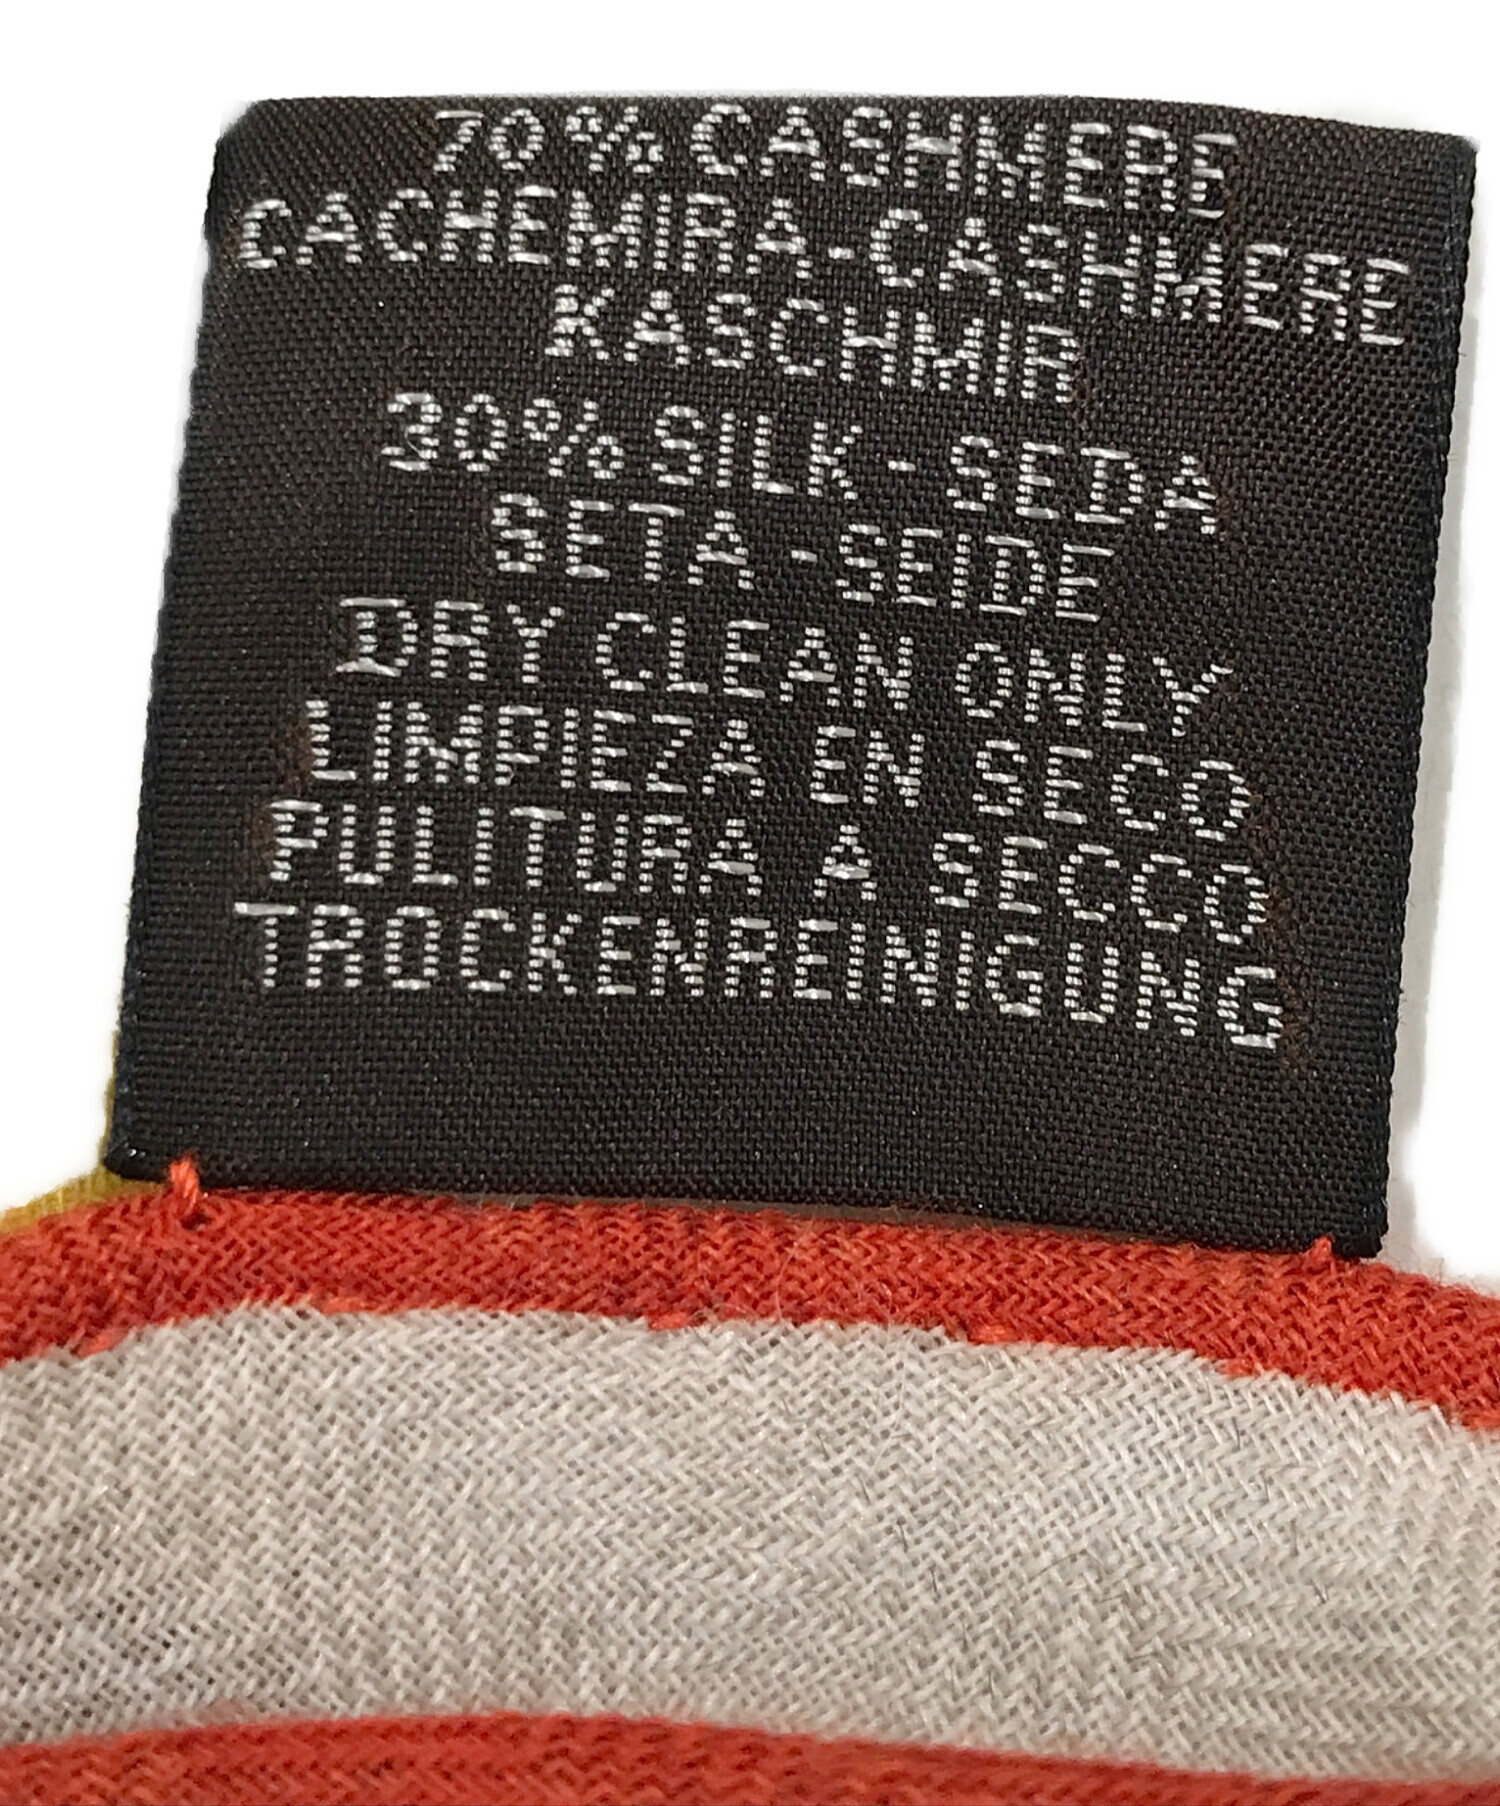 70% CASHMERE
CACHEMIRA-CASHMERE
KASCHMIR
30% SILK - SEDA
SETA - SEIDE
DRY CLEAN ONLY
LIMPIEZA EN SECO
PULITURA A SECCO
TROCKENREINIGUNG